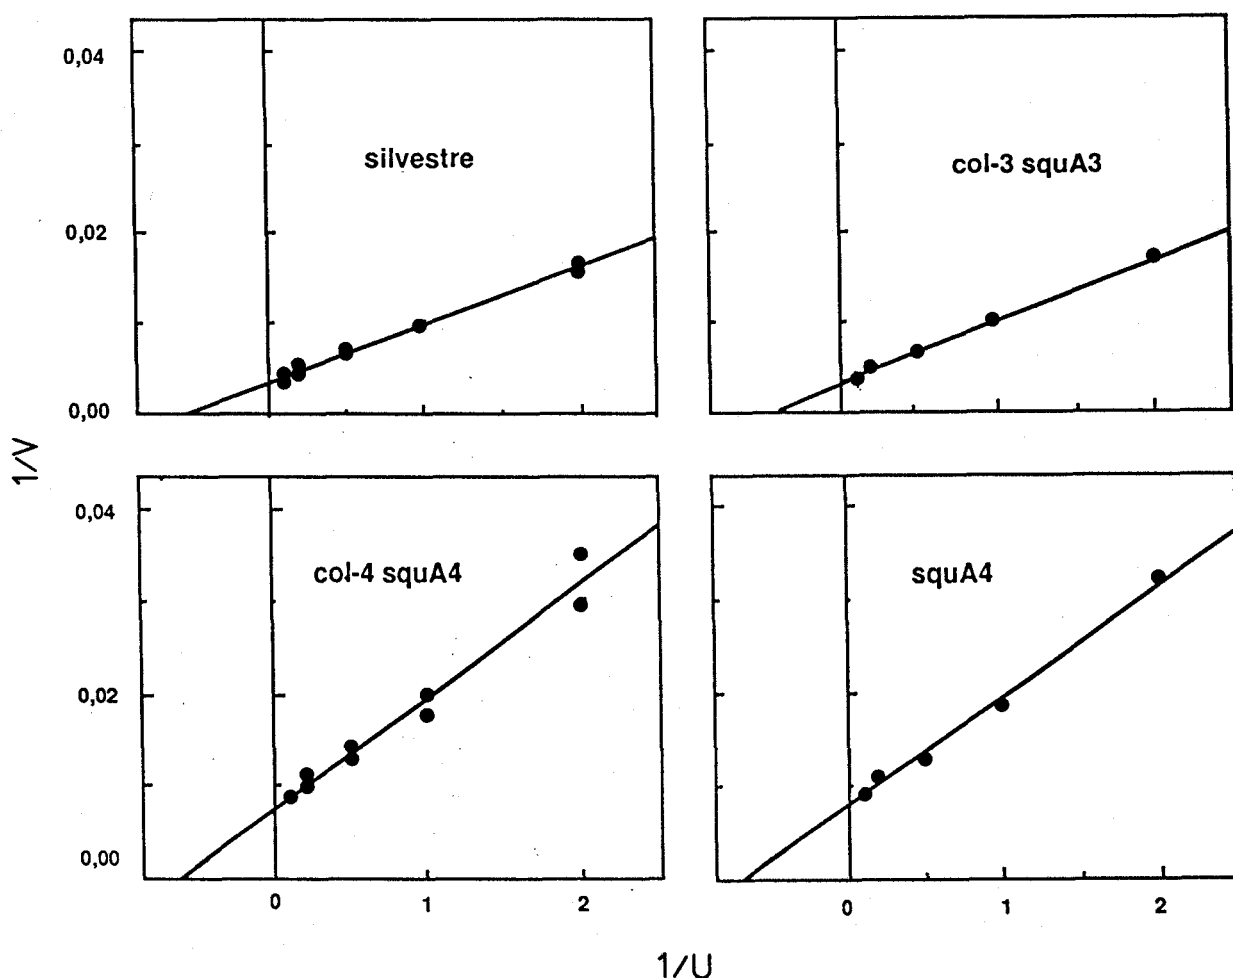 0,04
silvestre
col-3 squA3
0,02
0,00
1/V
0,04
col-4 squA4
squA4
0,02
0,00
0 1 2
0 1 2
1/U